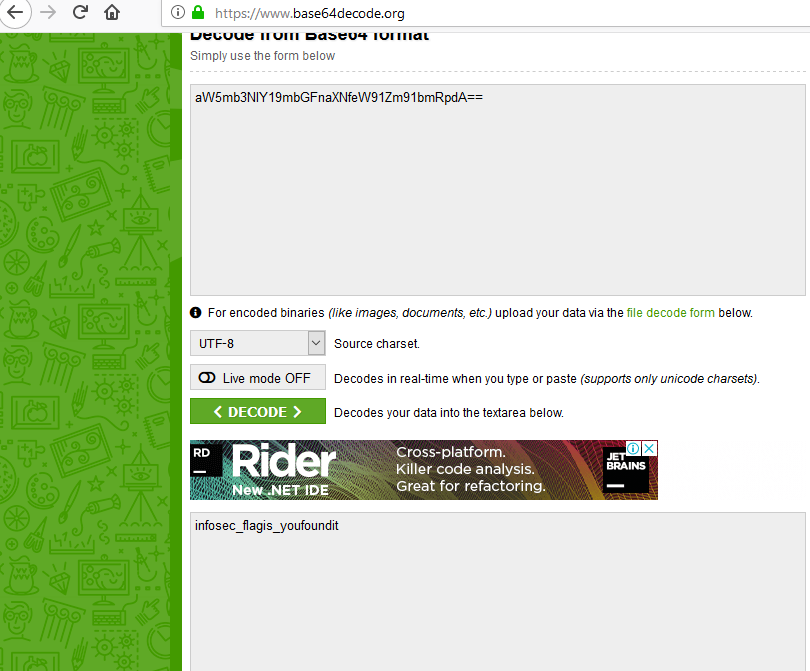 https://www.base64decode.org
Decode from Base64 format
Simply use the form below
aW5mb3NlY19mbGFnaXNfeW91Zm91bmRpdA==
For encoded binaries (like images, documents, etc.) upload your data via the file decode form below.
UTF-8
Source charset.
Live mode OFF
Decodes in real-time when you type or paste (supports only unicode charsets).
< DECODE >
Decodes your data into the textarea below.
RD
Rider
New .NET IDE
Cross-platform.
Killer code analysis.
Great for refactoring.
JET
BRAINS
infosec_flagis_youfoundit